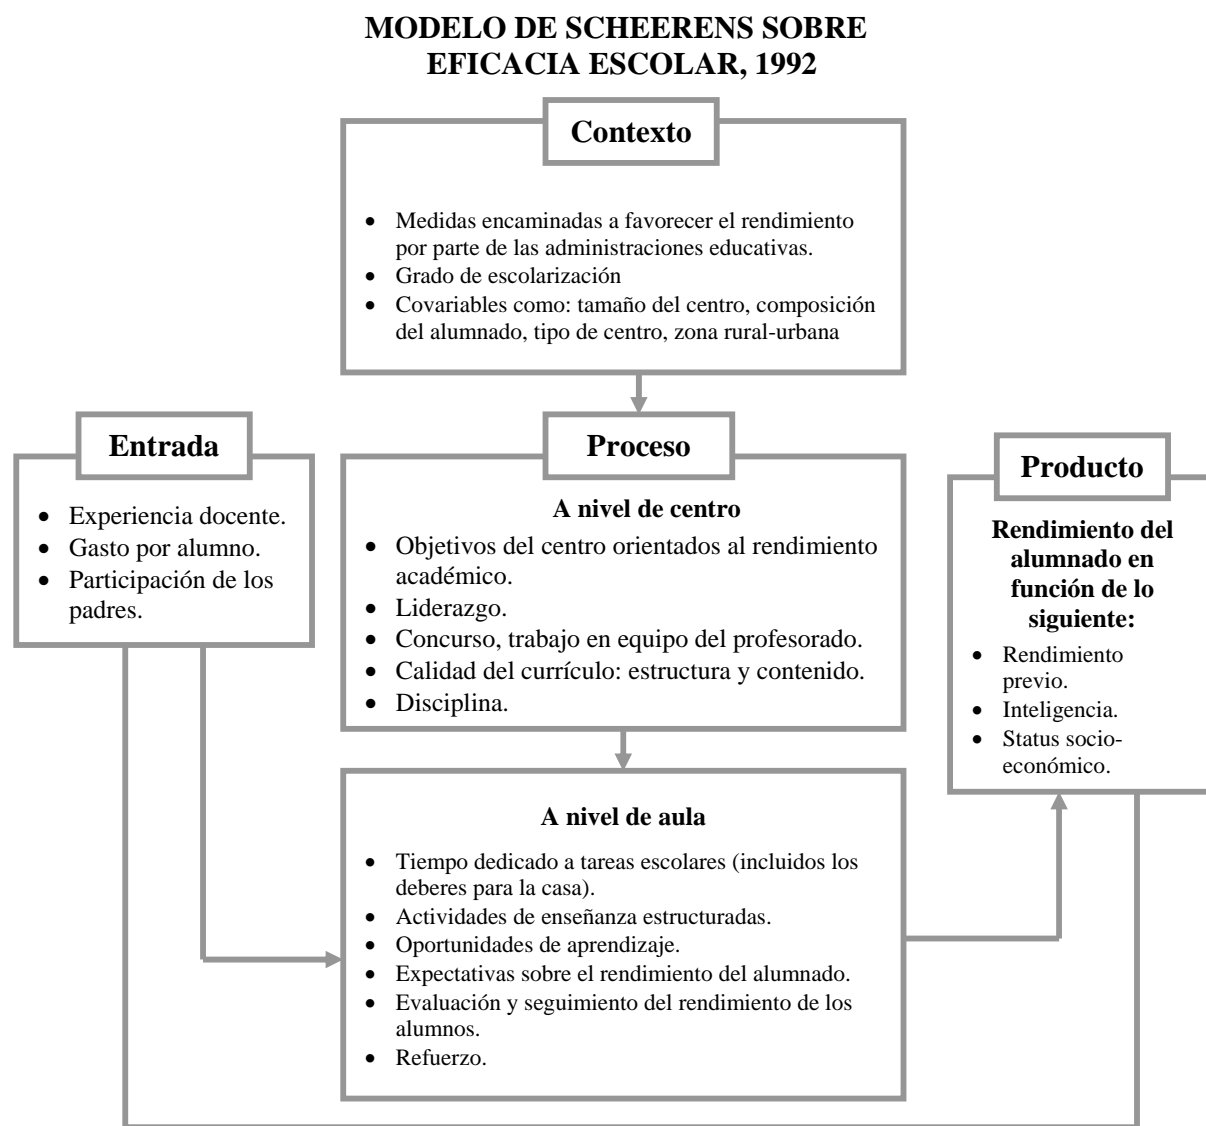 MODELO DE SCHEERENS SOBRE
EFICACIA ESCOLAR, 1992
Contexto
• Medidas encaminadas a favorecer el rendimiento
por parte de las administraciones educativas.
• Grado de escolarización
• Covariables como: tamaño del centro, composición
del alumnado, tipo de centro, zona rural-urbana
Entrada
• Experiencia docente.
• Gasto por alumno.
• Participación de los
padres.
Proceso
A nivel de centro
• Objetivos del centro orientados al rendimiento
académico.
• Liderazgo.
• Concurso, trabajo en equipo del profesorado.
• Calidad del currículo: estructura y contenido.
• Disciplina.
A nivel de aula
• Tiempo dedicado a tareas escolares (incluidos los
deberes para la casa).
• Actividades de enseñanza estructuradas.
• Oportunidades de aprendizaje.
• Expectativas sobre el rendimiento del alumnado.
• Evaluación y seguimiento del rendimiento de los
alumnos.
• Refuerzo.
Producto
Rendimiento del
alumnado en
función de lo
siguiente:
• Rendimiento
previo.
• Inteligencia.
• Status socio-
económico.